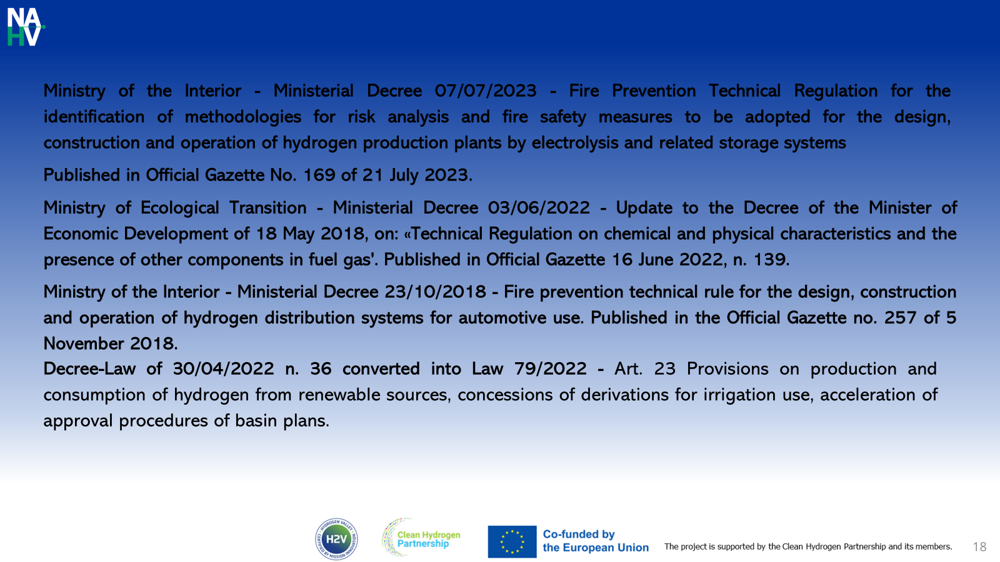 NA
HV
Ministry of the Interior - Ministerial Decree 07/07/2023 - Fire Prevention Technical Regulation for the
identification of methodologies for risk analysis and fire safety measures to be adopted for the design,
construction and operation of hydrogen production plants by electrolysis and related storage systems
Published in Official Gazette No. 169 of 21 July 2023.
Ministry of Ecological Transition - Ministerial Decree 03/06/2022 - Update to the Decree of the Minister of
Economic Development of 18 May 2018, on: «Technical Regulation on chemical and physical characteristics and the
presence of other components in fuel gas'. Published in Official Gazette 16 June 2022, n. 139.
Ministry of the Interior - Ministerial Decree 23/10/2018 - Fire prevention technical rule for the design, construction
and operation of hydrogen distribution systems for automotive use. Published in the Official Gazette no. 257 of 5
November 2018.
Decree-Law of 30/04/2022 n. 36 converted into Law 79/2022 - Art. 23 Provisions on production and
consumption of hydrogen from renewable sources, concessions of derivations for irrigation use, acceleration of
approval procedures of basin plans.
HYDROGEN VALLEY
H2V
CERTIFIED BY MISSION INNOVATION
Clean Hydrogen
Partnership
Co-funded by
the European Union
The project is supported by the Clean Hydrogen Partnership and its members.
18